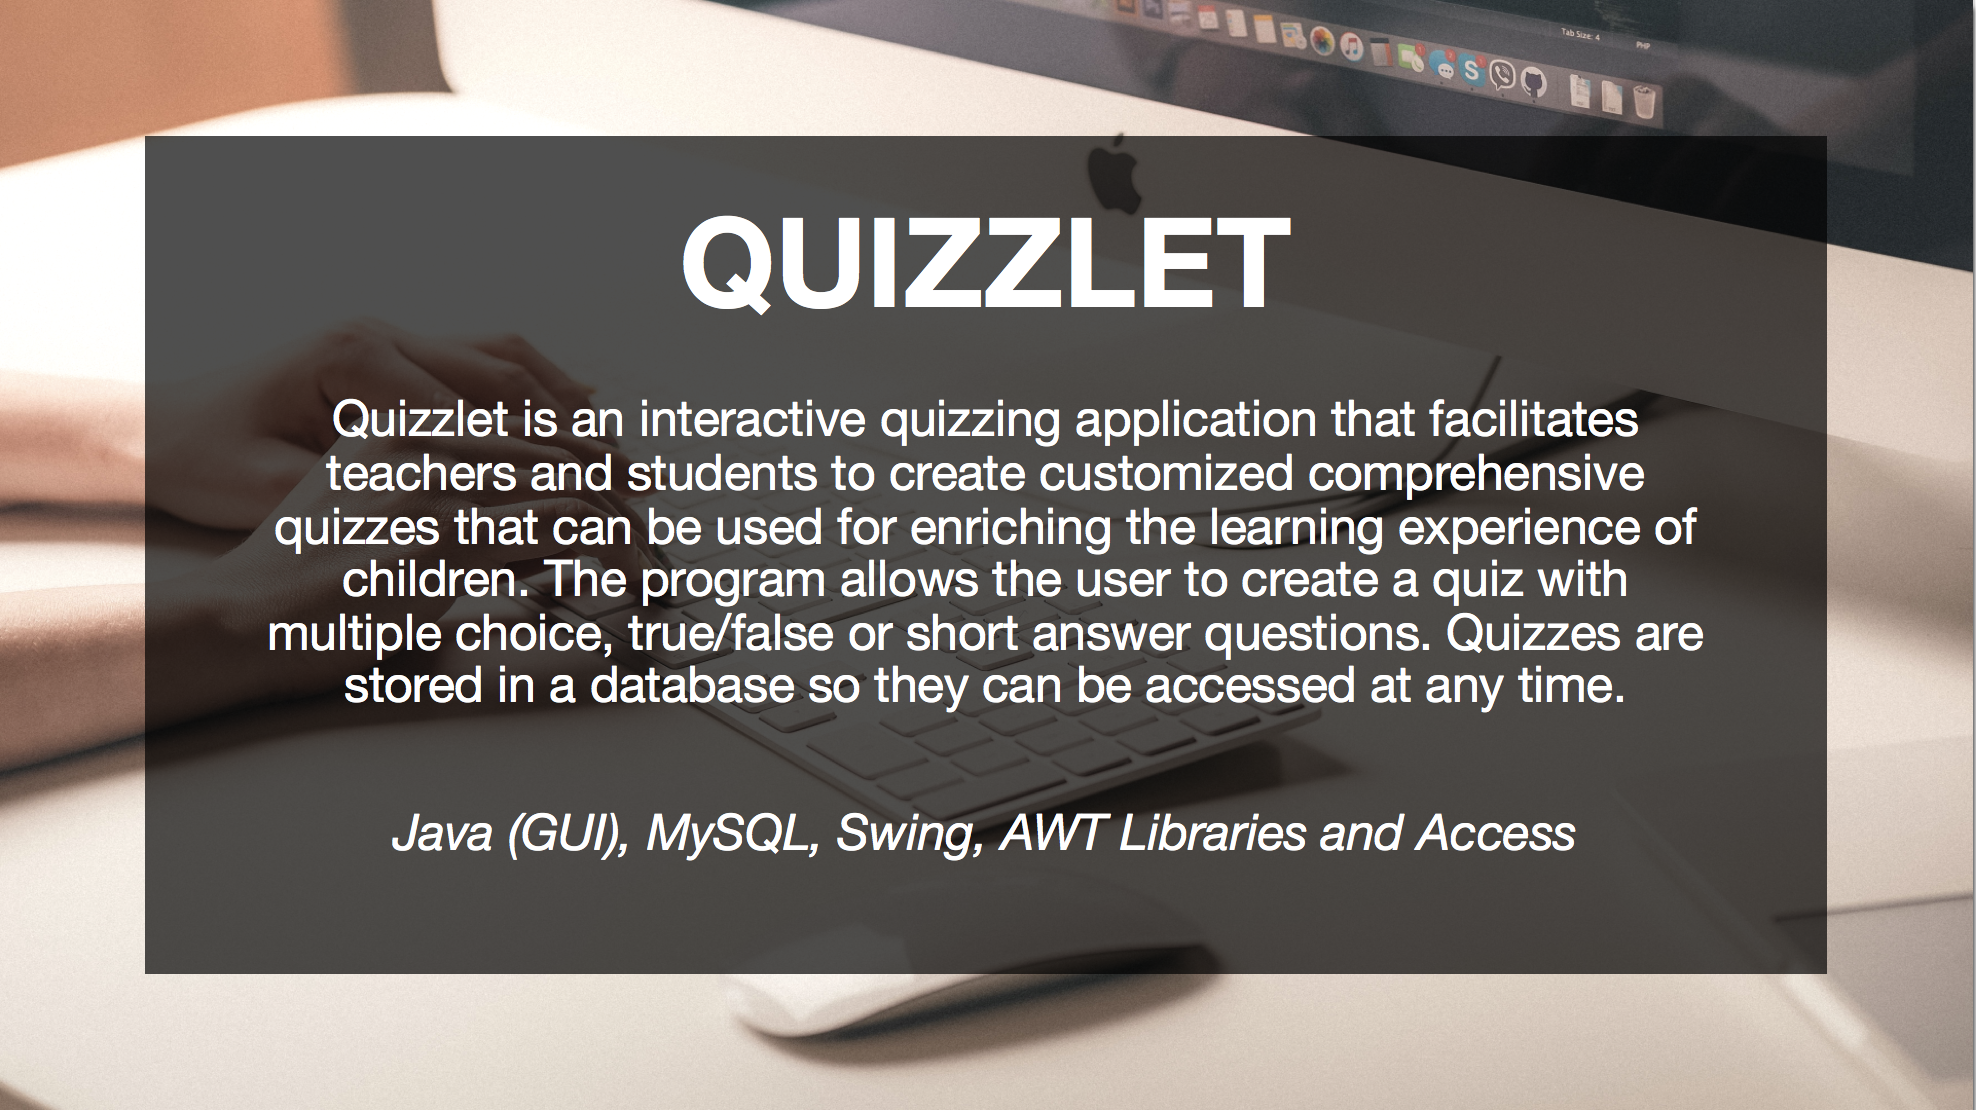 Tab Size: 4
PHP
QUIZZLET
Quizzlet is an interactive quizzing application that facilitates
teachers and students to create customized comprehensive
quizzes that can be used for enriching the learning experience of
children. The program allows the user to create a quiz with
multiple choice, true/false or short answer questions. Quizzes are
stored in a database so they can be accessed at any time.
Java (GUI), MySQL, Swing, AWT Libraries and Access